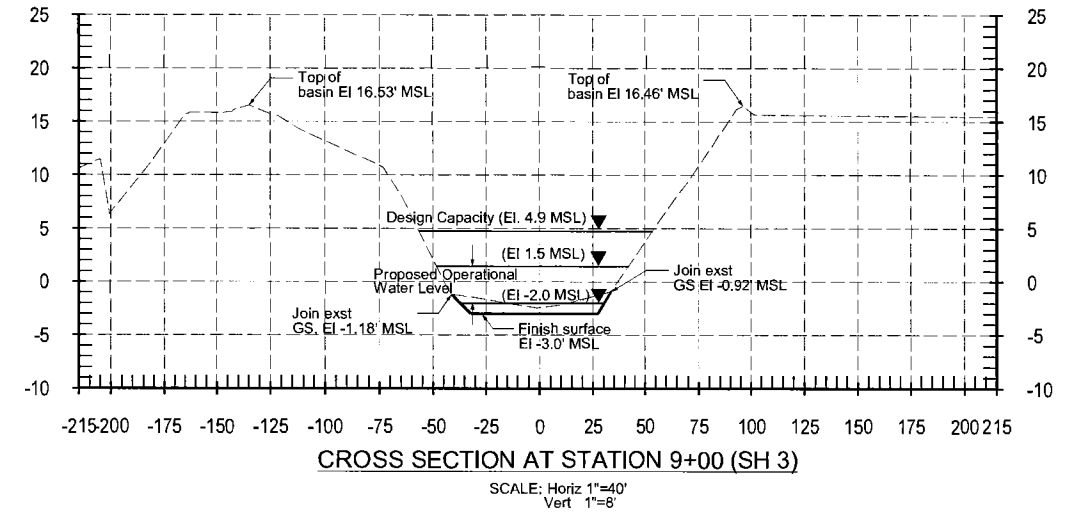 25
25
20
20
Top of
basin El 16.53' MSL
Top of
basin El 16.46' MSL
15
15
10
10
Design Capacity (El. 4.9 MSL)
5
5
(El 1.5 MSL)
Proposed Operational
Water Level
Join exst
GS El -0.92' MSL
0
0
(El -2.0 MSL)
Join exst
GS. El -1.18' MSL
Finish surface
El -3.0' MSL
-5
-5
-10
-10
-215 -200 -175 -150 -125 -100 -75 -50 -25 0 25 50 75 100 125 150 175 200 215
CROSS SECTION AT STATION 9+00 (SH 3)
SCALE: Horiz 1"=40'
Vert 1"=8'